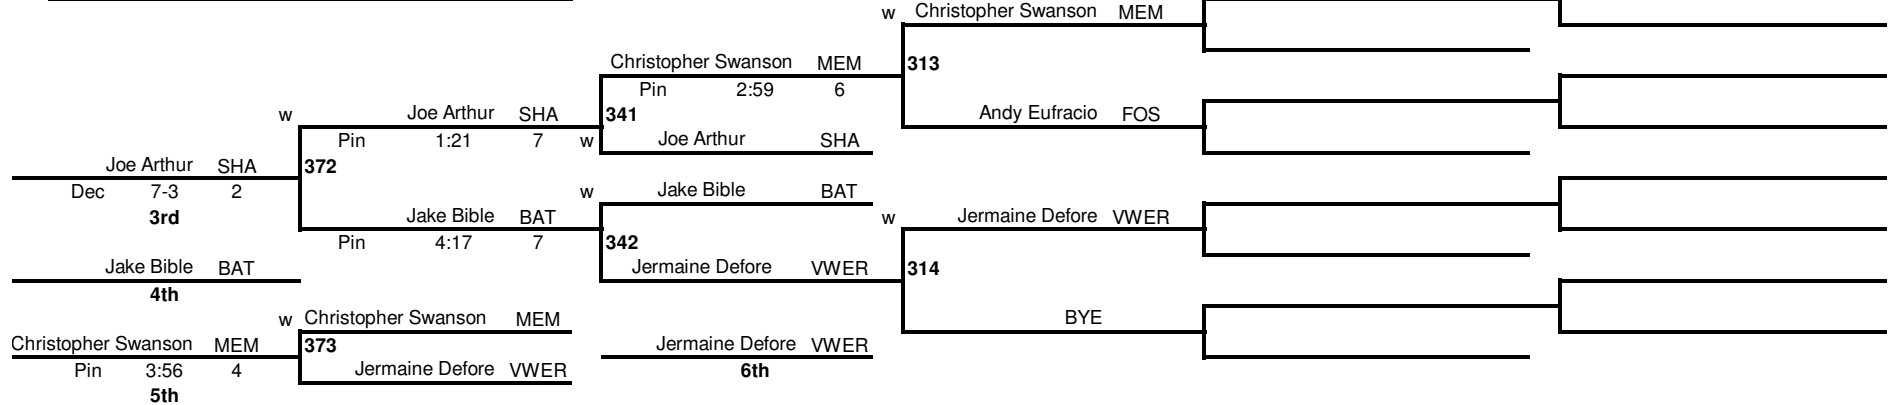 w Christopher Swanson MEM
Christopher Swanson MEM 313
Pin 2:59 6
w Joe Arthur SHA 341 Andy Eufracio FOS
Pin 1:21 7 w Joe Arthur SHA
Joe Arthur SHA 372
Dec 7-3 2 w Jake Bible BAT
3rd Jake Bible BAT w Jermaine Defore VWER
Pin 4:17 7 342
Jake Bible BAT Jermaine Defore VWER 314
4th
w Christopher Swanson MEM BYE
Christopher Swanson MEM 373 Jermaine Defore VWER
Pin 3:56 4 Jermaine Defore VWER 6th
5th